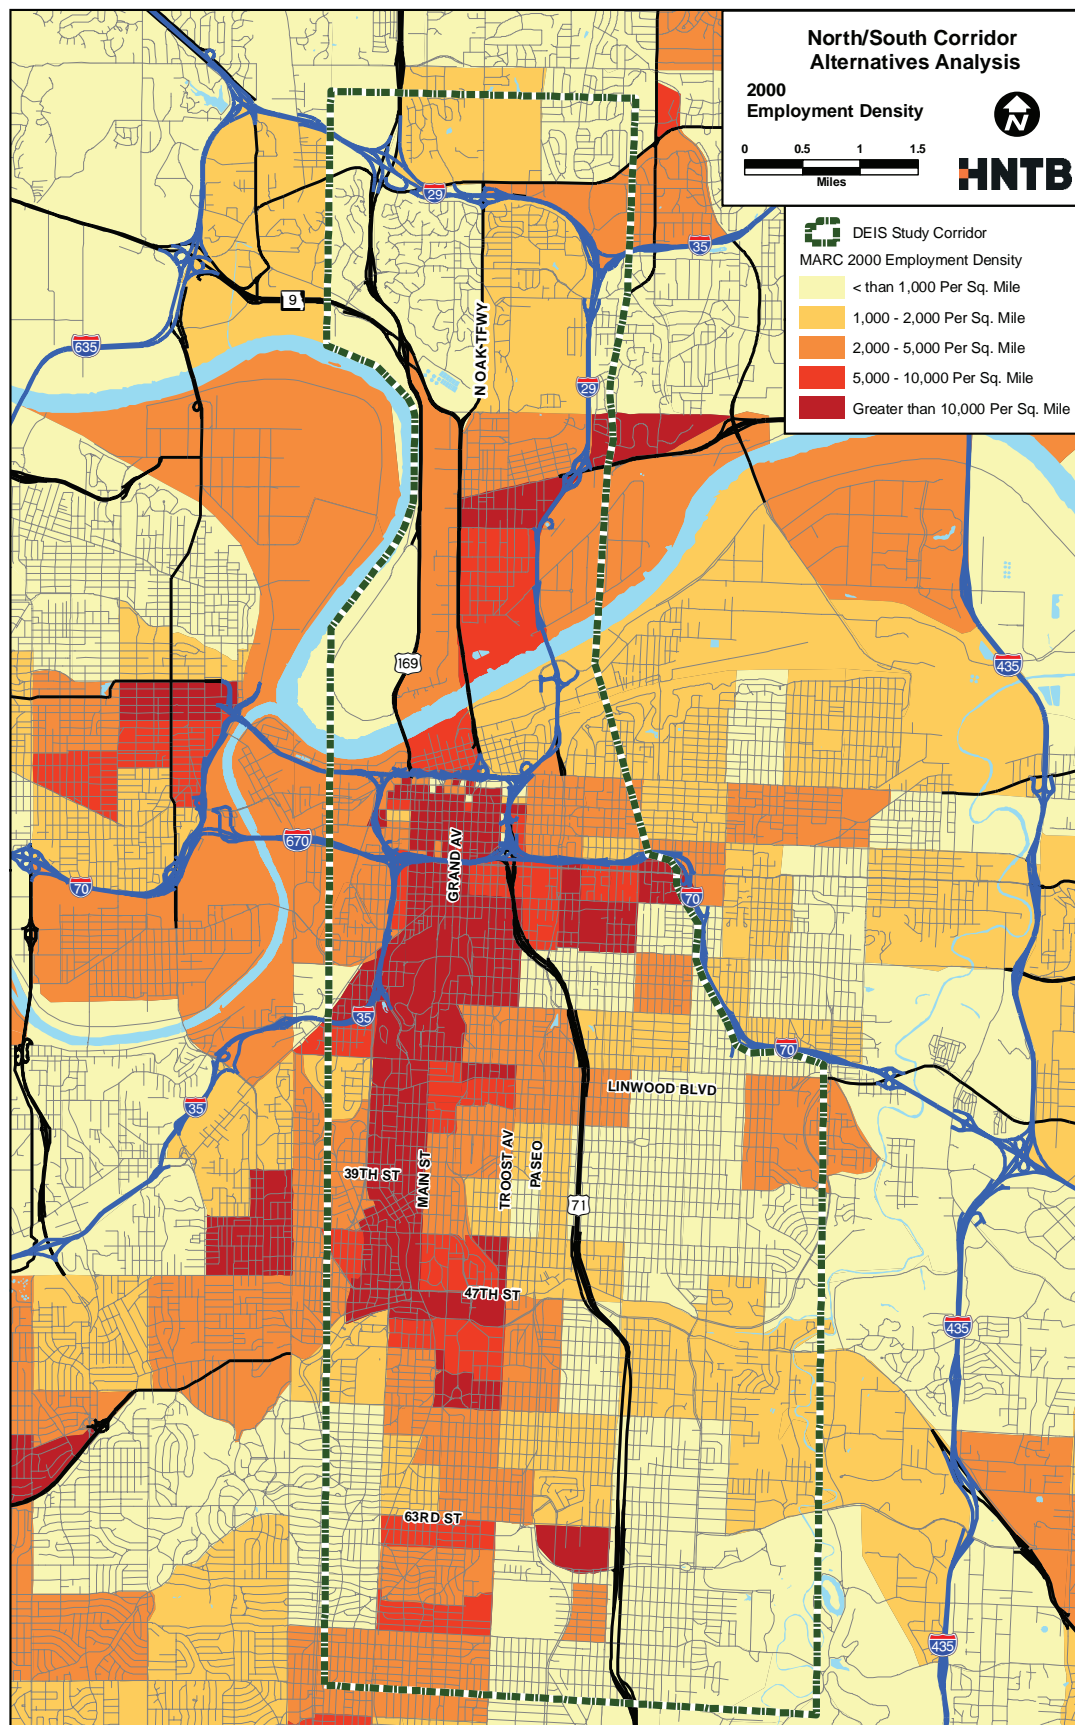 North/South Corridor
Alternatives Analysis
2000
Employment Density
N
0 0.5 1 1.5
Miles
HNTB
DEIS Study Corridor
MARC 2000 Employment Density
< than 1,000 Per Sq. Mile
1,000 - 2,000 Per Sq. Mile
2,000 - 5,000 Per Sq. Mile
5,000 - 10,000 Per Sq. Mile
Greater than 10,000 Per Sq. Mile
29
35
9
635
N OAK TFWY
29
169
435
670
GRAND AV
70
70
35
70
LINWOOD BLVD
35
39TH ST
MAIN ST
TROOST AV
PASEO
71
47TH ST
435
63RD ST
435